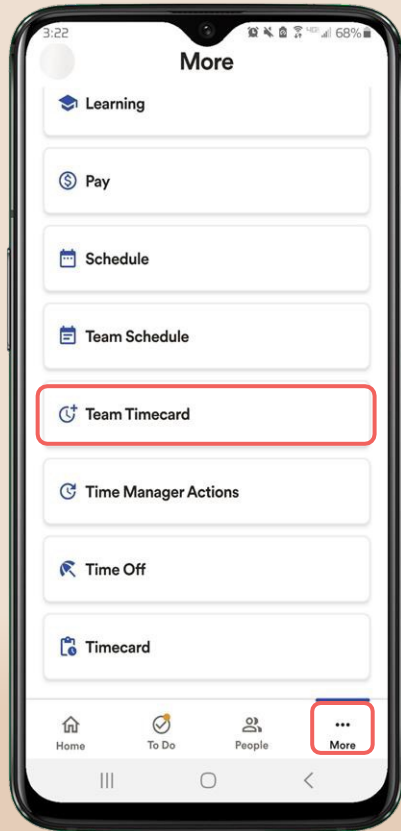 3:22
4G 68%
More
Learning
Pay
Schedule
Team Schedule
Team Timecard
Time Manager Actions
Time Off
Timecard
Home
To Do
People
More